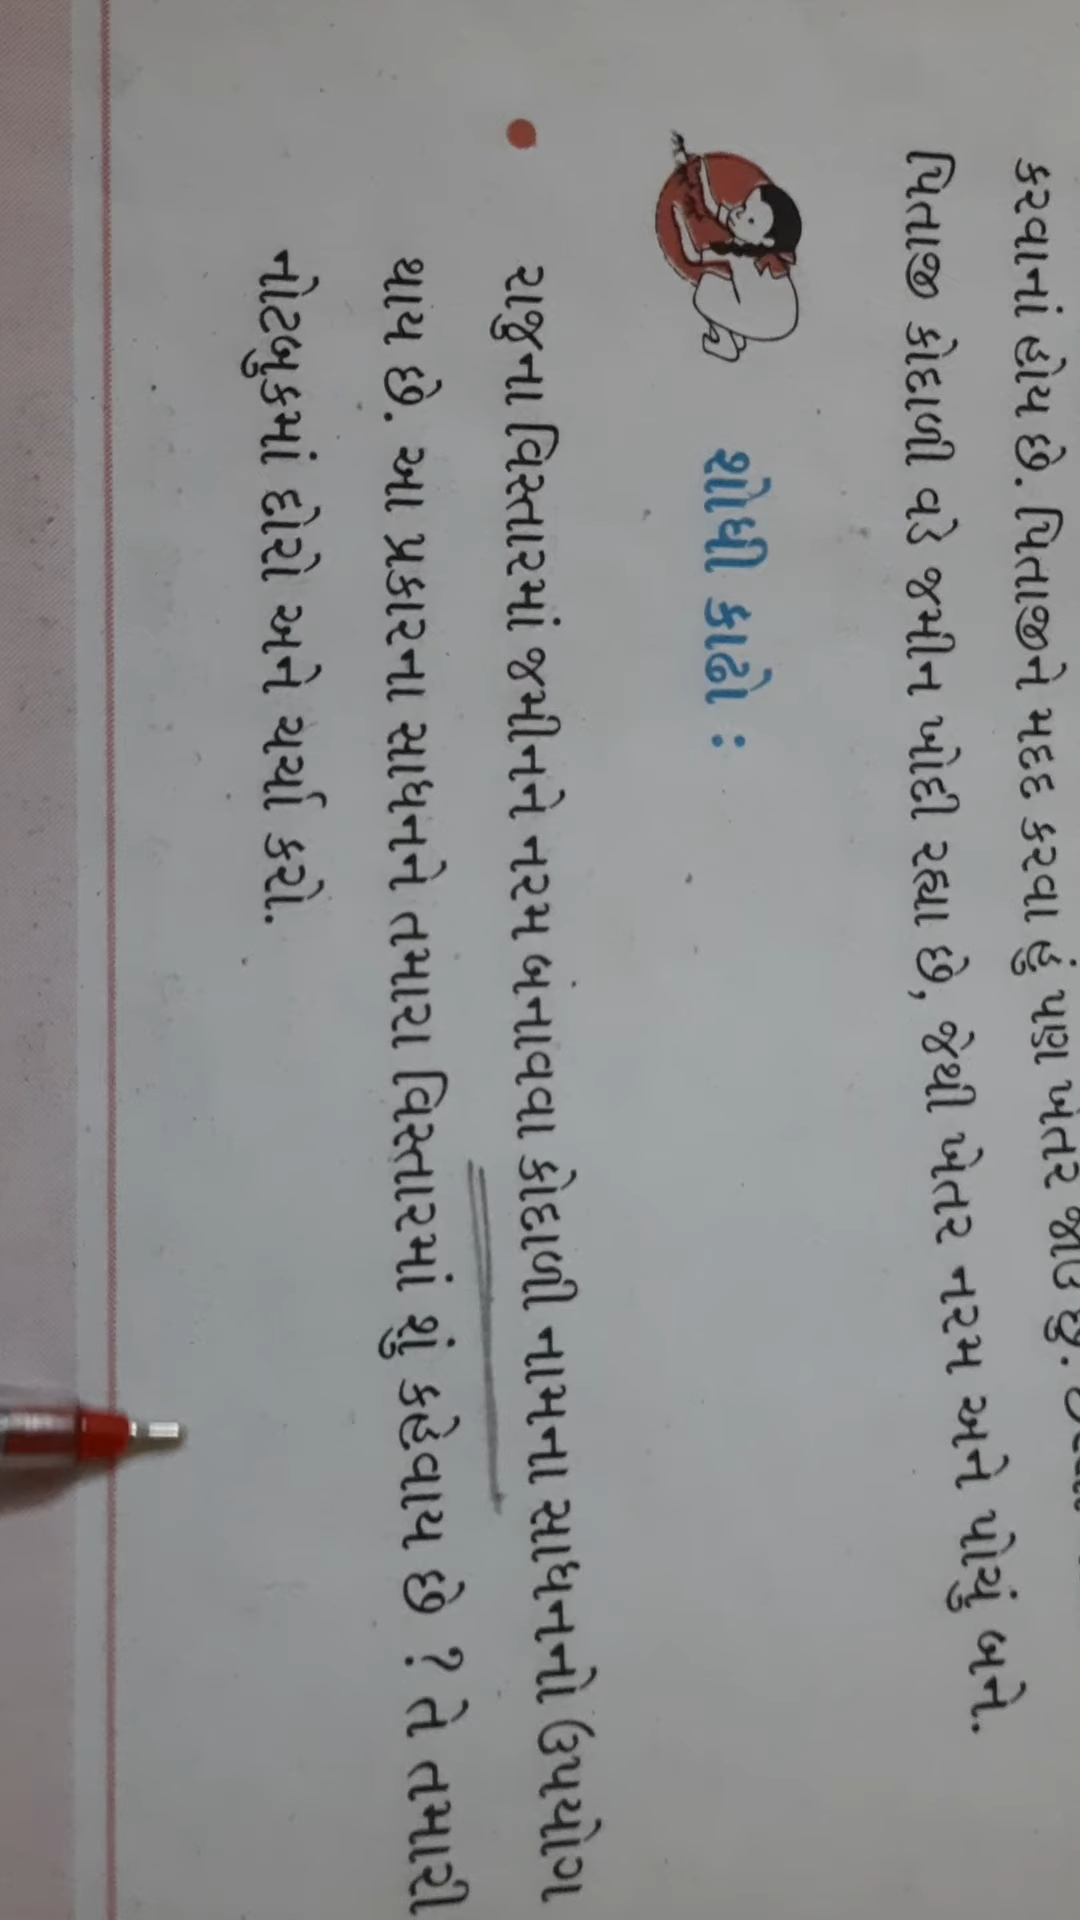 કરવાનાં હોય છે. પિતાજીને મદદ કરવા હું પણ ખેતર જાઉં છું.
પિતાજી કોદાળી વડે જમીન ખોદી રહ્યા છે, જેથી ખેતર નરમ અને પોચું બને.
શોધી કાઢો :
• રાજુના વિસ્તારમાં જમીનને નરમ બનાવવા કોદાળી નામના સાધનનો ઉપયોગ
થાય છે. આ પ્રકારના સાધનને તમારા વિસ્તારમાં શું કહેવાય છે ? તે તમારી
નોટબુકમાં દોરો અને ચર્ચા કરો.